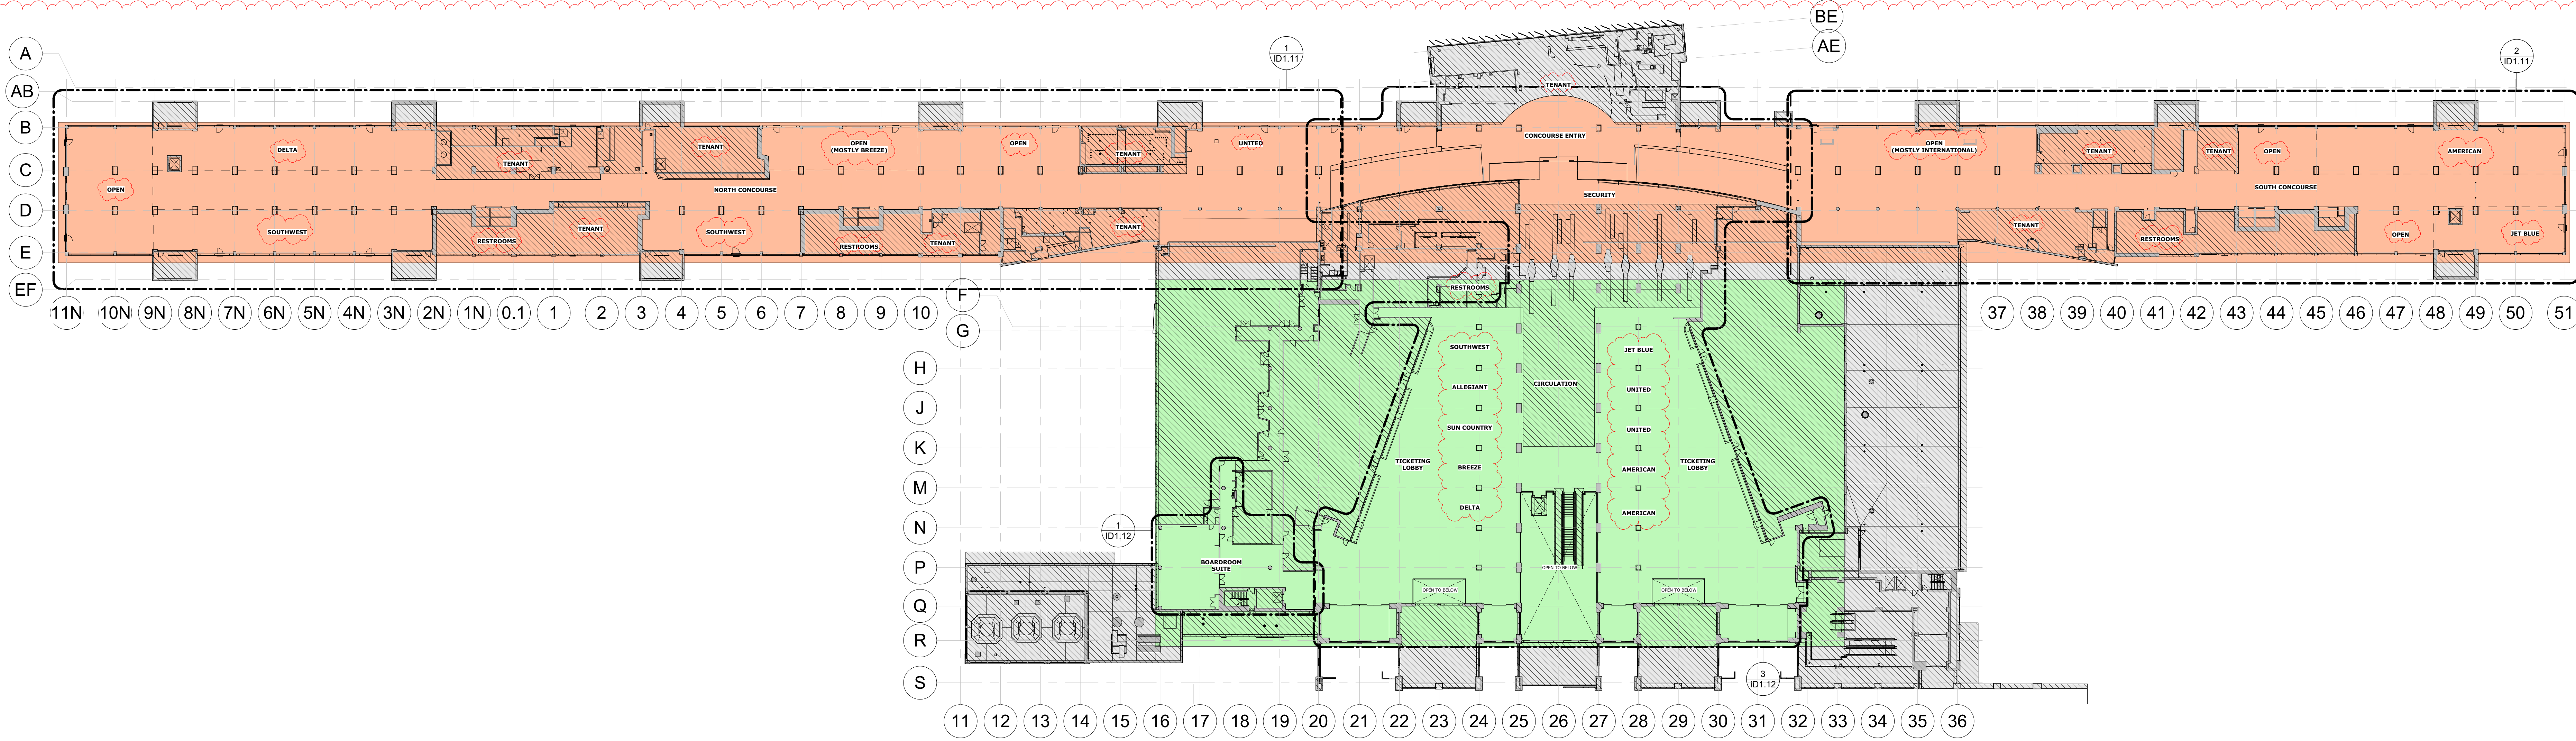 BE
AE
A
AB
B
C
D
E
EF
1
ID1.11
2
ID1.11
TENANT
DELTA
OPEN
SOUTHWEST
TENANT
RESTROOMS
TENANT
TENANT
NORTH CONCOURSE
SOUTHWEST
OPEN
(MOSTLY BREEZE)
RESTROOMS
TENANT
OPEN
TENANT
TENANT
UNITED
CONCOURSE ENTRY
SECURITY
OPEN
(MOSTLY INTERNATIONAL)
TENANT
TENANT
OPEN
AMERICAN
SOUTH CONCOURSE
TENANT
RESTROOMS
OPEN
JET BLUE
RESTROOMS
11N
10N
9N
8N
7N
6N
5N
4N
3N
2N
1N
0.1
1
2
3
4
5
6
7
8
9
10
37
38
39
40
41
42
43
44
45
46
47
48
49
50
51
F
G
H
J
K
M
N
P
Q
R
S
SOUTHWEST
ALLEGIANT
SUN COUNTRY
BREEZE
DELTA
CIRCULATION
JET BLUE
UNITED
UNITED
AMERICAN
AMERICAN
TICKETING
LOBBY
TICKETING
LOBBY
1
ID1.12
BOARDROOM
SUITE
OPEN TO BELOW
OPEN TO BELOW
OPEN TO BELOW
3
ID1.12
11
12
13
14
15
16
17
18
19
20
21
22
23
24
25
26
27
28
29
30
31
32
33
34
35
36